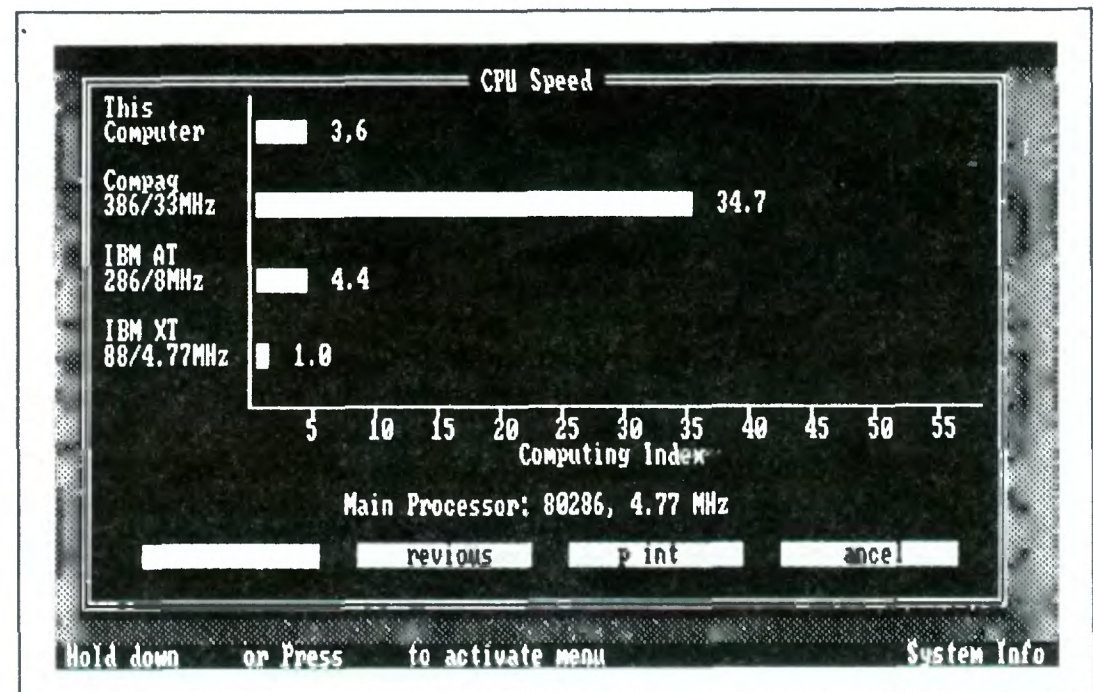 CPU Speed
This
Computer
3,6
Compaq
386/33MHz
34.7
IBM AT
286/8MHz
4.4
IBM XT
88/4.77MHz
1.0
5 10 15 20 25 30 35 40 45 50 55
Computing Index
Main Processor: 80286, 4.77 MHz
revious p int ancel
Hold down or Press to activate menu System Info